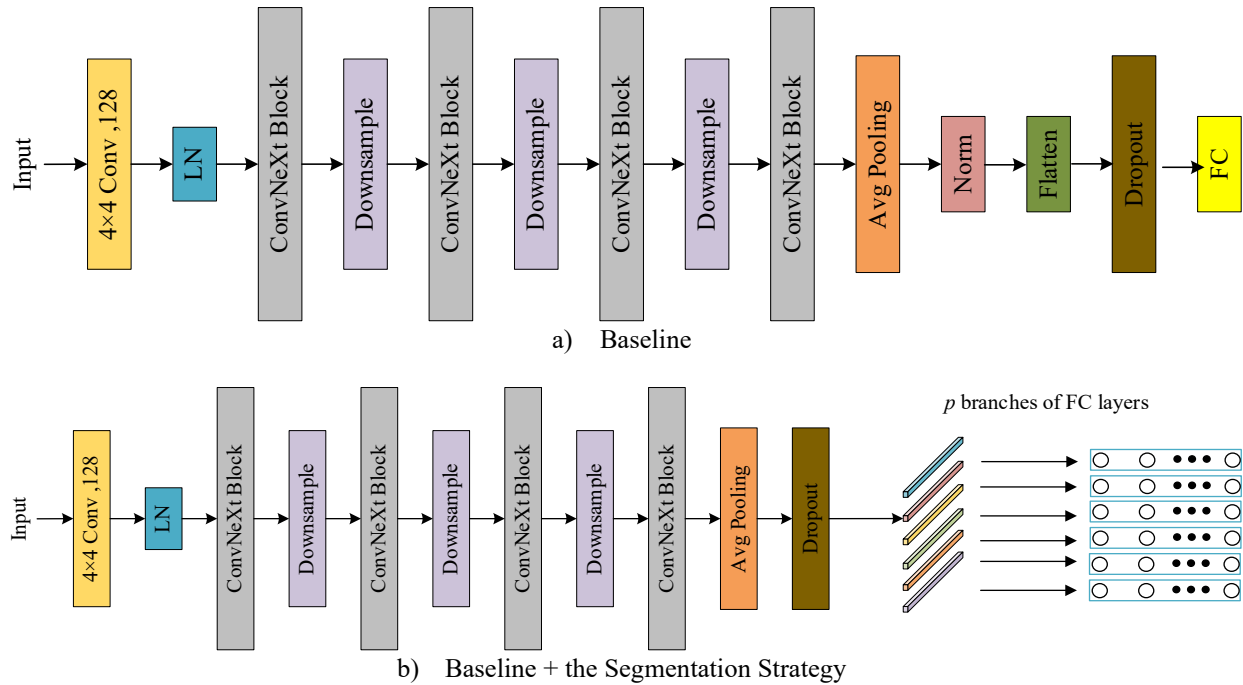 Input
4×4 Conv ,128
LN
ConvNeXt Block
Downsample
ConvNeXt Block
Downsample
ConvNeXt Block
Downsample
ConvNeXt Block
Avg Pooling
Norm
Flatten
Dropout
FC
a) Baseline
Input
4×4 Conv ,128
LN
ConvNeXt Block
Downsample
ConvNeXt Block
Downsample
ConvNeXt Block
Downsample
ConvNeXt Block
Avg Pooling
Dropout
p branches of FC layers
b) Baseline + the Segmentation Strategy